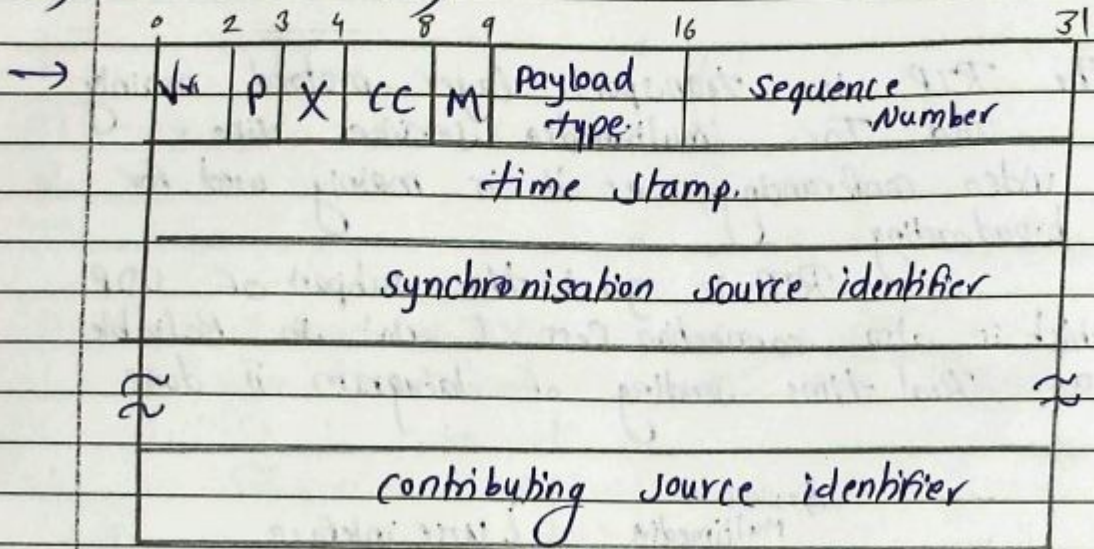 0 2 3 4 8 9 16 31
→ P X CC M Payload type. Sequence Number
time stamp.
synchronisation source identifier
contributing source identifier